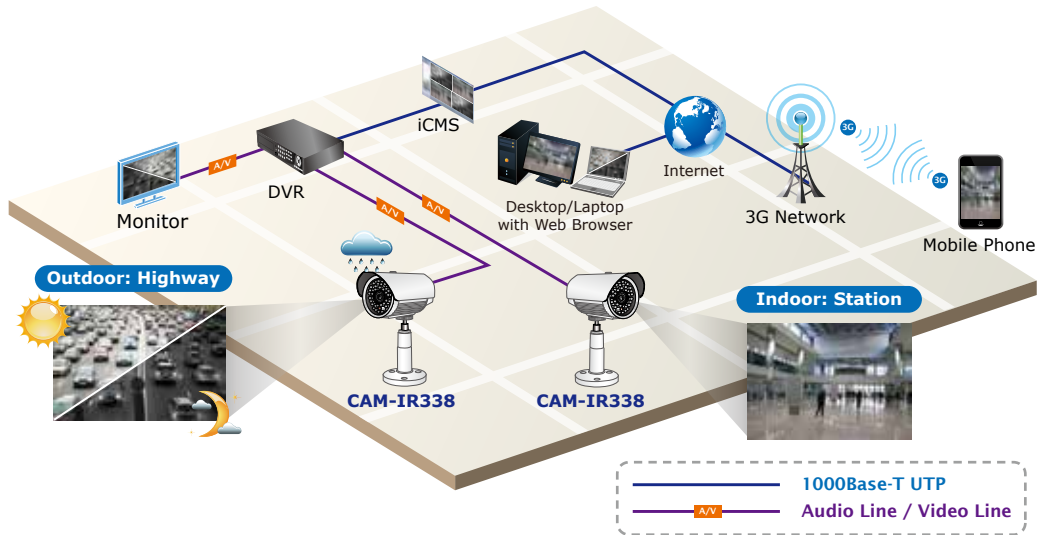 iCMS
A/V
DVR
Monitor
A/V
A/V
Desktop/Laptop
with Web Browser
Internet
3G
3G
3G Network
Mobile Phone
Outdoor: Highway
Indoor: Station
CAM-IR338
CAM-IR338
1000Base-T UTP
A/V
Audio Line / Video Line